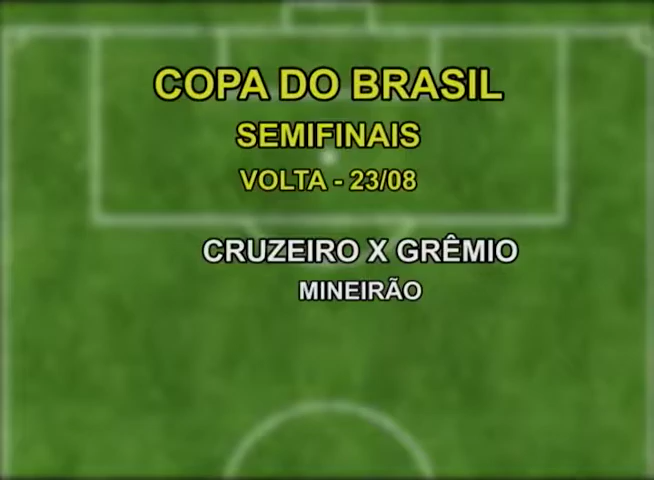 COPA DO BRASIL
SEMIFINAIS
VOLTA - 23/08
CRUZEIRO X GRÊMIO
MINEIRÃO